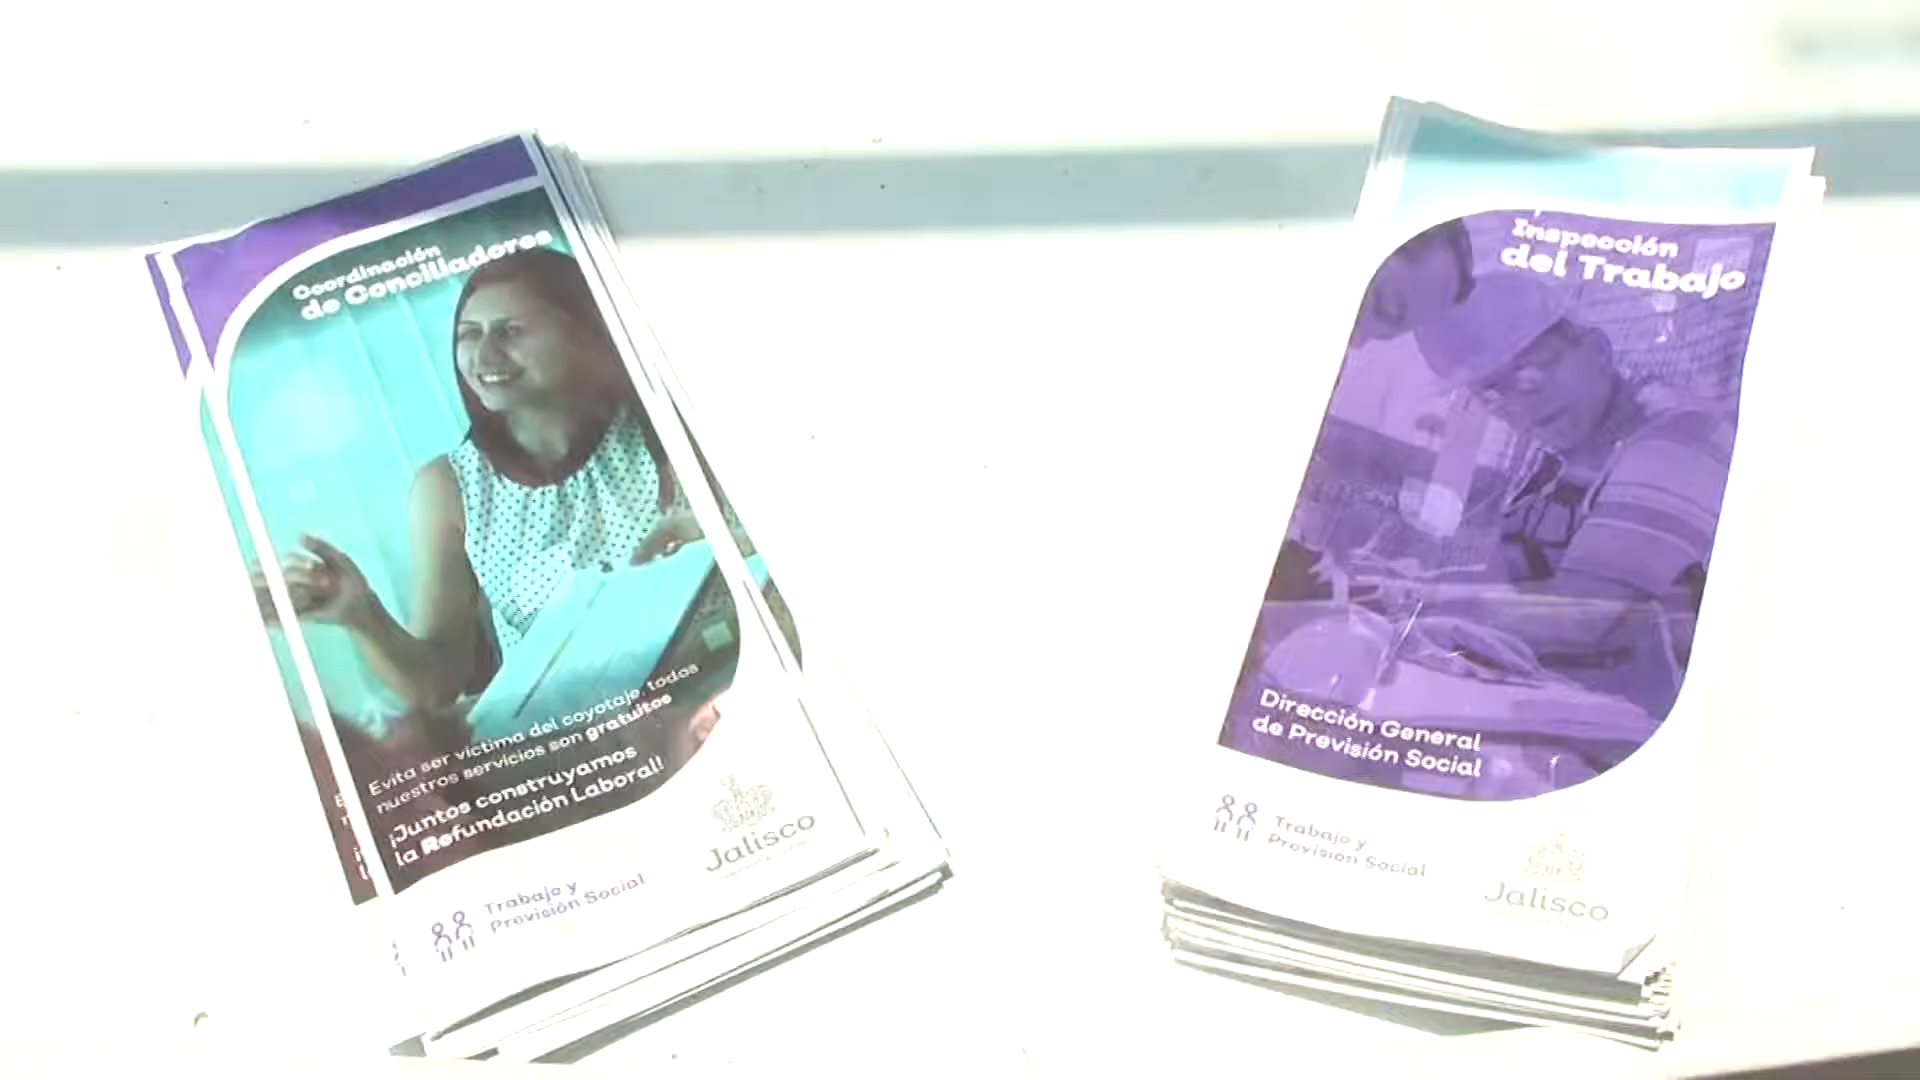 Coordinación
de Conciliadores
Evita ser víctima del coyotaje, todos
nuestros servicios son gratuitos
¡Juntos construyamos
la Refundación Laboral!
Trabajo y
Previsión Social
Jalisco
Inspección
del Trabajo
Dirección General
de Previsión Social
Trabajo y
Previsión Social
Jalisco